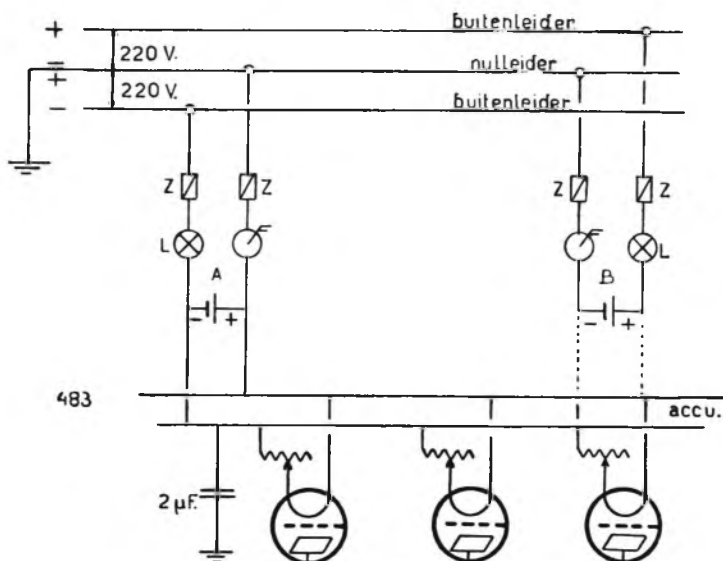 + buitenleider
220 V.
= nulleider
+
220 V.
- buitenleider
Z Z Z Z
L L
A B
- + - +
483 accu.
2 µF.